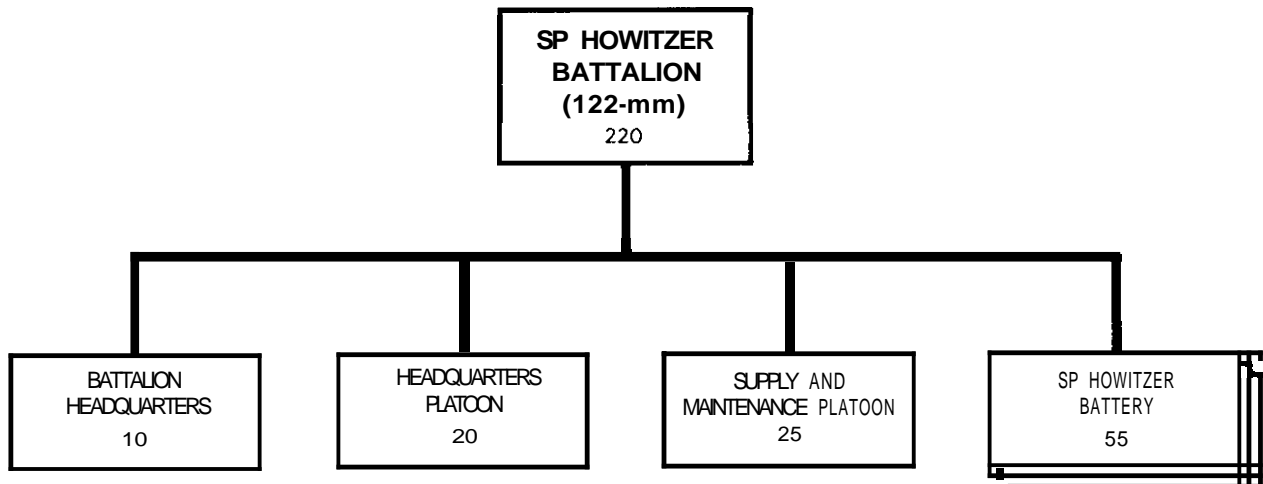 SP HOWITZER
BATTALION
(122-mm)
220
BATTALION
HEADQUARTERS
10
HEADQUARTERS
PLATOON
20
SUPPLY AND
MAINTENANCE PLATOON
25
SP HOWITZER
BATTERY
55